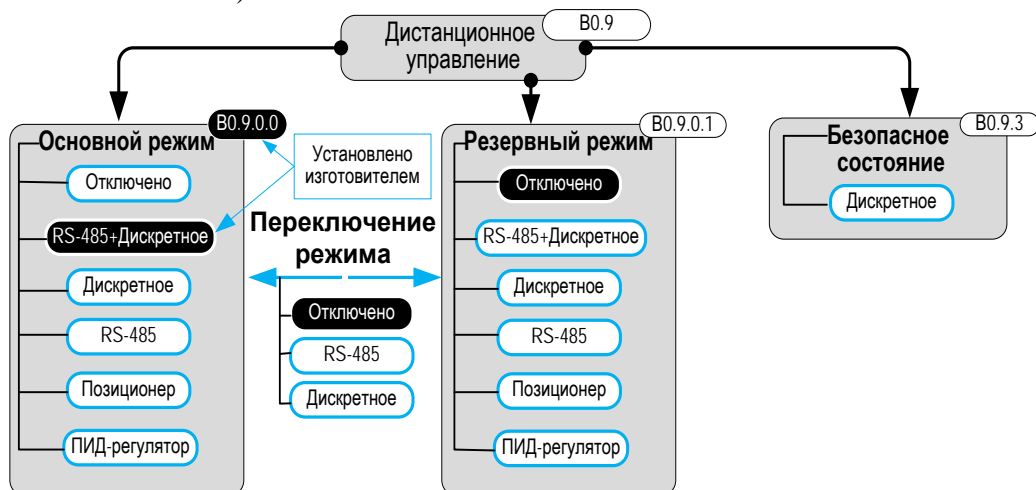 Дистанционное
управление
B0.9
Основной режим
B0.9.0.0
Отключено
RS-485+Дискретное
Дискретное
RS-485
Позиционер
ПИД-регулятор
Установлено
изготовителем
Переключение
режима
Отключено
RS-485
Дискретное
Резервный режим
B0.9.0.1
Отключено
RS-485+Дискретное
Дискретное
RS-485
Позиционер
ПИД-регулятор
B0.9.3
Безопасное
состояние
Дискретное